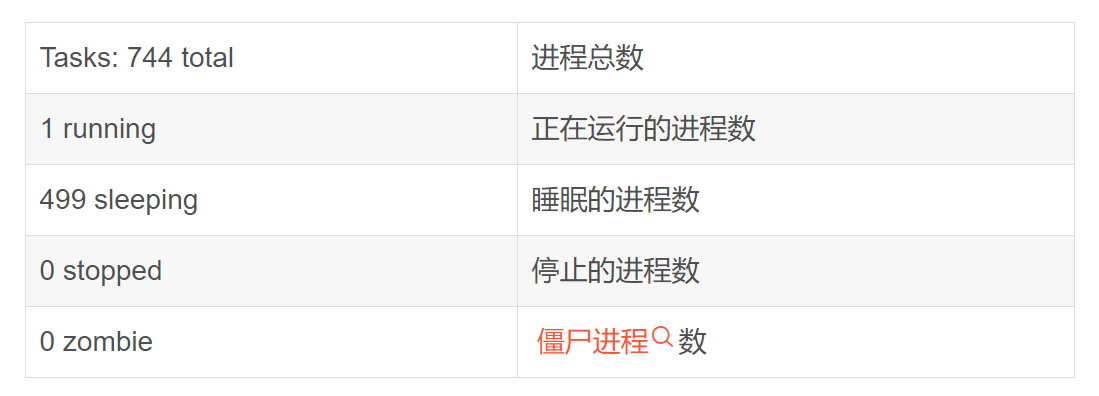 Tasks: 744 total 进程总数
1 running 正在运行的进程数
499 sleeping 睡眠的进程数
0 stopped 停止的进程数
0 zombie 僵尸进程数